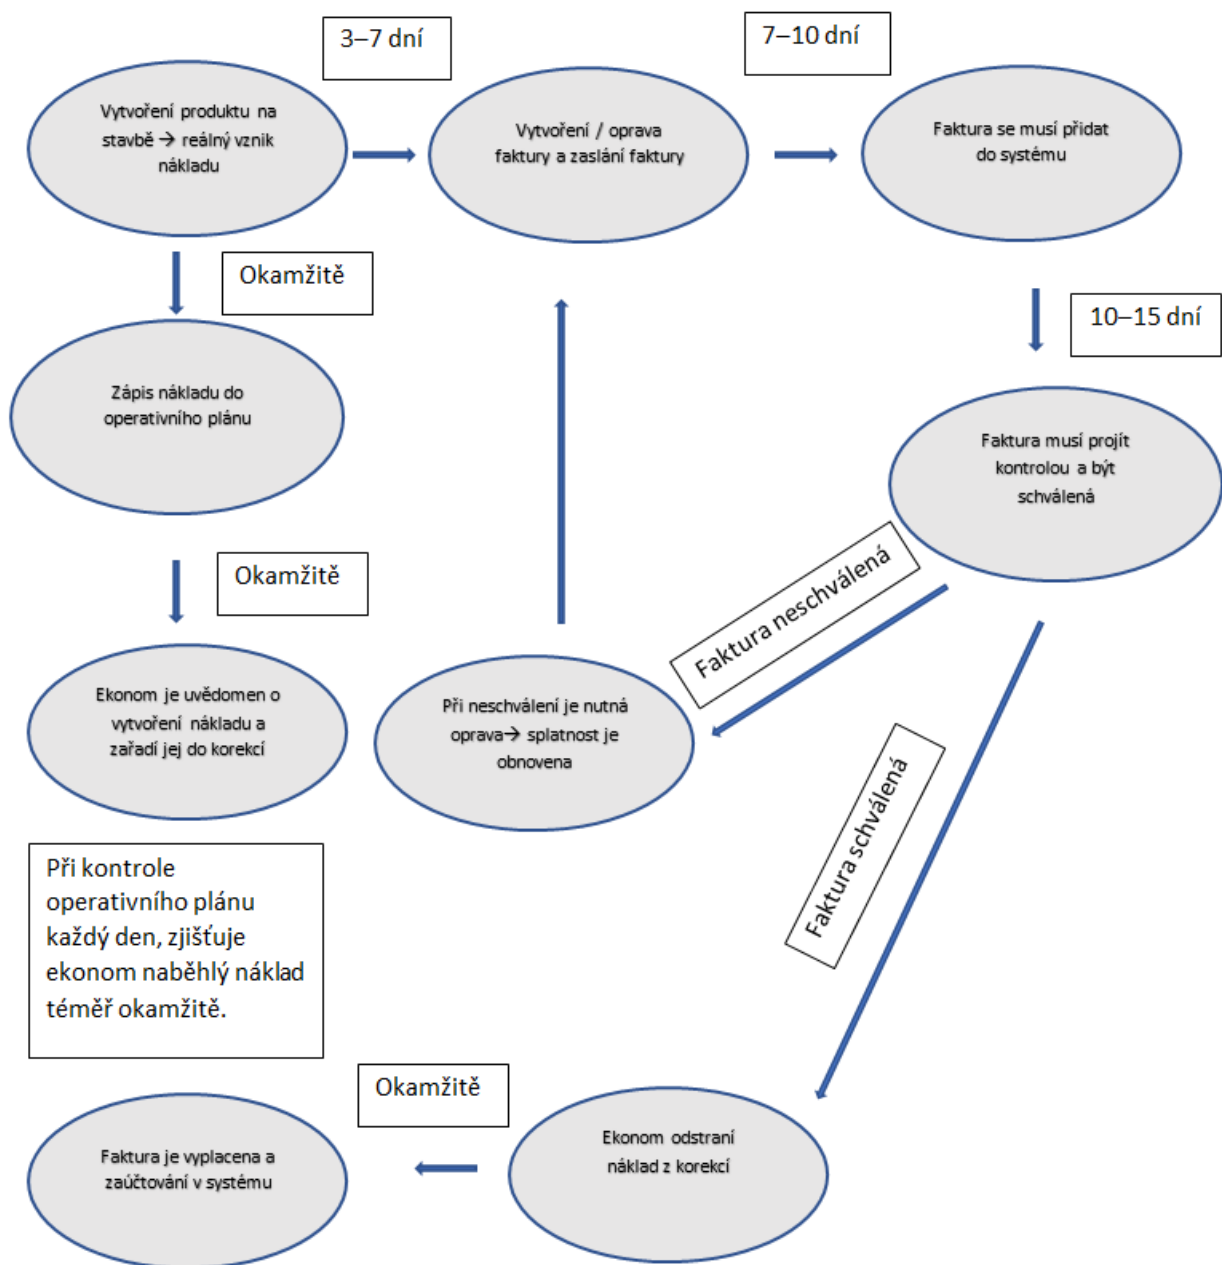 3–7 dní
7–10 dní
Vytvoření produktu na
stavbě → reálný vznik
nákladu
Vytvoření / oprava
faktury a zaslání faktury
Faktura se musí přidat
do systému
Okamžitě
10–15 dní
Zápis nákladu do
operativního plánu
Faktura musí projít
kontrolou a být
schválená
Okamžitě
Faktura neschválená
Ekonom je uvědomen o
vytvoření nákladu a
zařadí jej do korekcí
Při neschválení je nutná
oprava→ splatnost je
obnovena
Faktura schválená
Při kontrole
operativního plánu
každý den, zjišťuje
ekonom naběhlý náklad
téměř okamžitě.
Okamžitě
Ekonom odstraní
náklad z korekcí
Faktura je vyplacena a
zaúčtování v systému